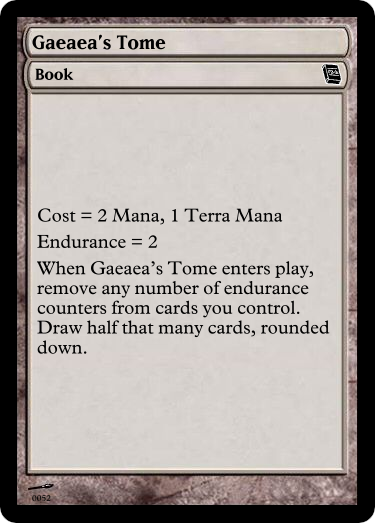 Gaeaea's Tome
Book
Cost = 2 Mana, 1 Terra Mana
Endurance = 2
When Gaeaea's Tome enters play,
remove any number of endurance
counters from cards you control.
Draw half that many cards, rounded
down.
0052